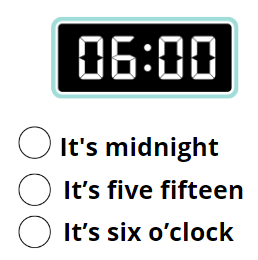 06:00
It's midnight
It’s five fifteen
It’s six o’clock